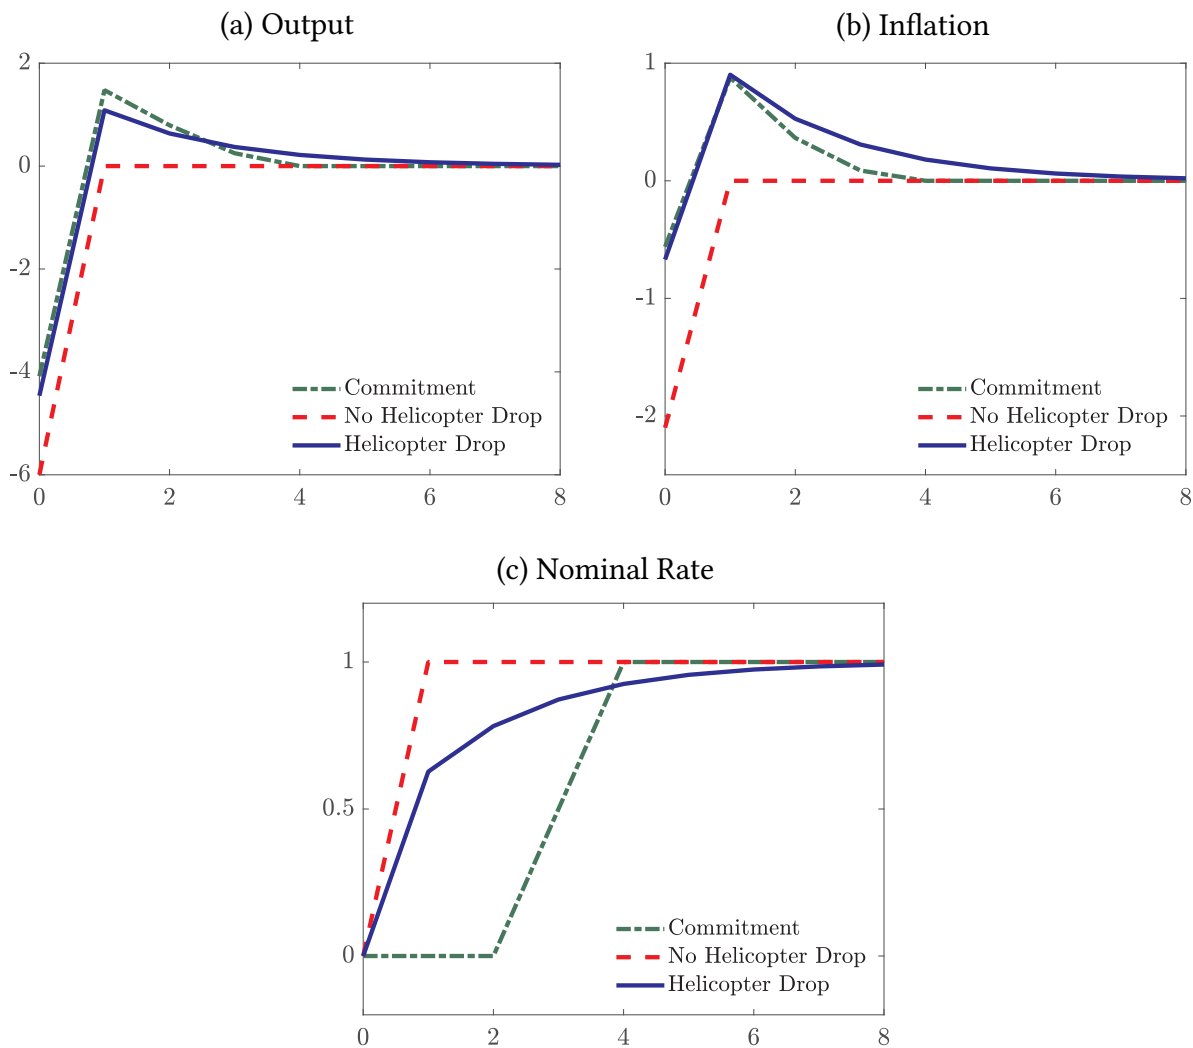 (a) Output
2
0
-2
-4
-6
0 2 4 6 8
Commitment
No Helicopter Drop
Helicopter Drop
(b) Inflation
1
0
-1
-2
0 2 4 6 8
Commitment
No Helicopter Drop
Helicopter Drop
(c) Nominal Rate
1
0.5
0
0 2 4 6 8
Commitment
No Helicopter Drop
Helicopter Drop